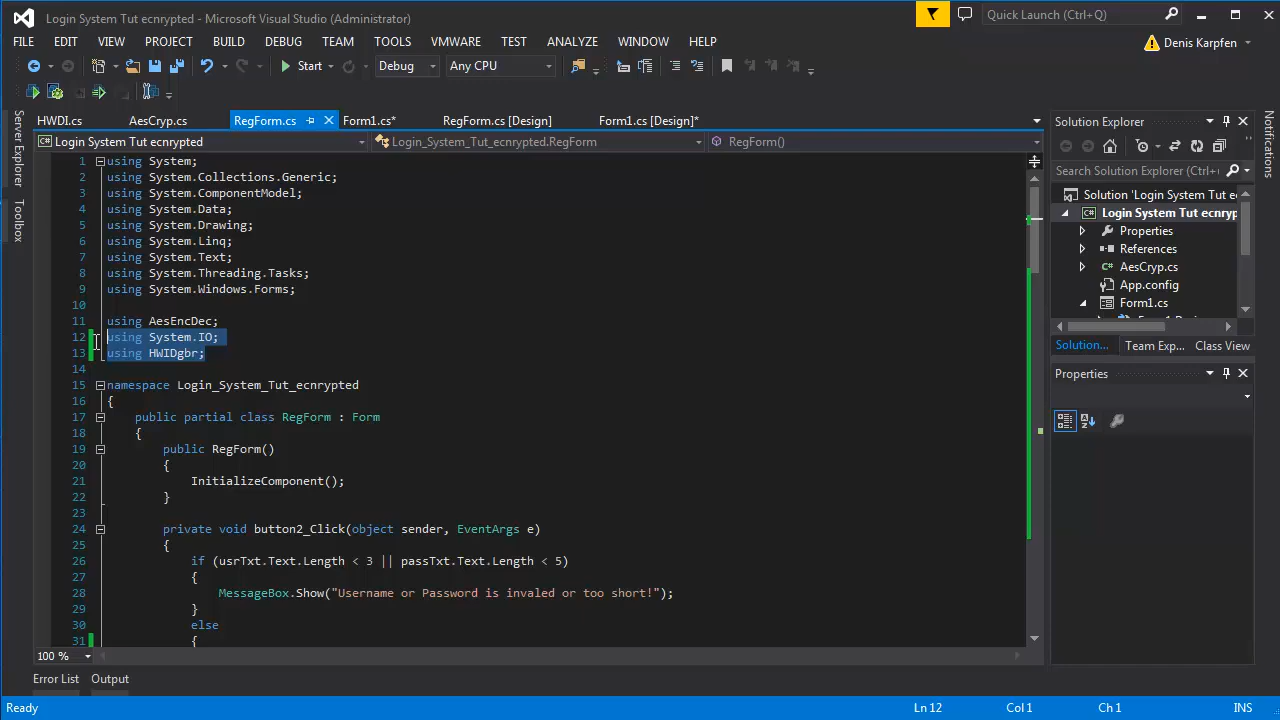 Login System Tut ecnrypted - Microsoft Visual Studio (Administrator)
Quick Launch (Ctrl+Q)
FILE EDIT VIEW PROJECT BUILD DEBUG TEAM TOOLS VMWARE TEST ANALYZE WINDOW HELP
Denis Karpfen
Start Debug Any CPU
HWDI.cs AesCryp.cs RegForm.cs Form1.cs* RegForm.cs [Design] Form1.cs [Design]*
Login System Tut ecnrypted Login_System_Tut_ecnrypted.RegForm RegForm()
Server Explorer
Toolbox
1 using System;
2 using System.Collections.Generic;
3 using System.ComponentModel;
4 using System.Data;
5 using System.Drawing;
6 using System.Linq;
7 using System.Text;
8 using System.Threading.Tasks;
9 using System.Windows.Forms;
10
11 using AesEncDec;
12 using System.IO;
13 using HWIDgbr;
14
15 namespace Login_System_Tut_ecnrypted
16 {
17 public partial class RegForm : Form
18 {
19 public RegForm()
20 {
21 InitializeComponent();
22 }
23
24 private void button2_Click(object sender, EventArgs e)
25 {
26 if (usrTxt.Text.Length < 3 || passTxt.Text.Length < 5)
27 {
28 MessageBox.Show("Username or Password is invaled or too short!");
29 }
30 else
31 {
100 %
Solution Explorer
Search Solution Explorer (Ctrl+
Solution 'Login System Tut ec
Login System Tut ecnryp
Properties
References
AesCryp.cs
App.config
Form1.cs
Solution... Team Exp... Class View
Properties
Notifications
Error List Output
Ready Ln 12 Col 1 Ch 1 INS